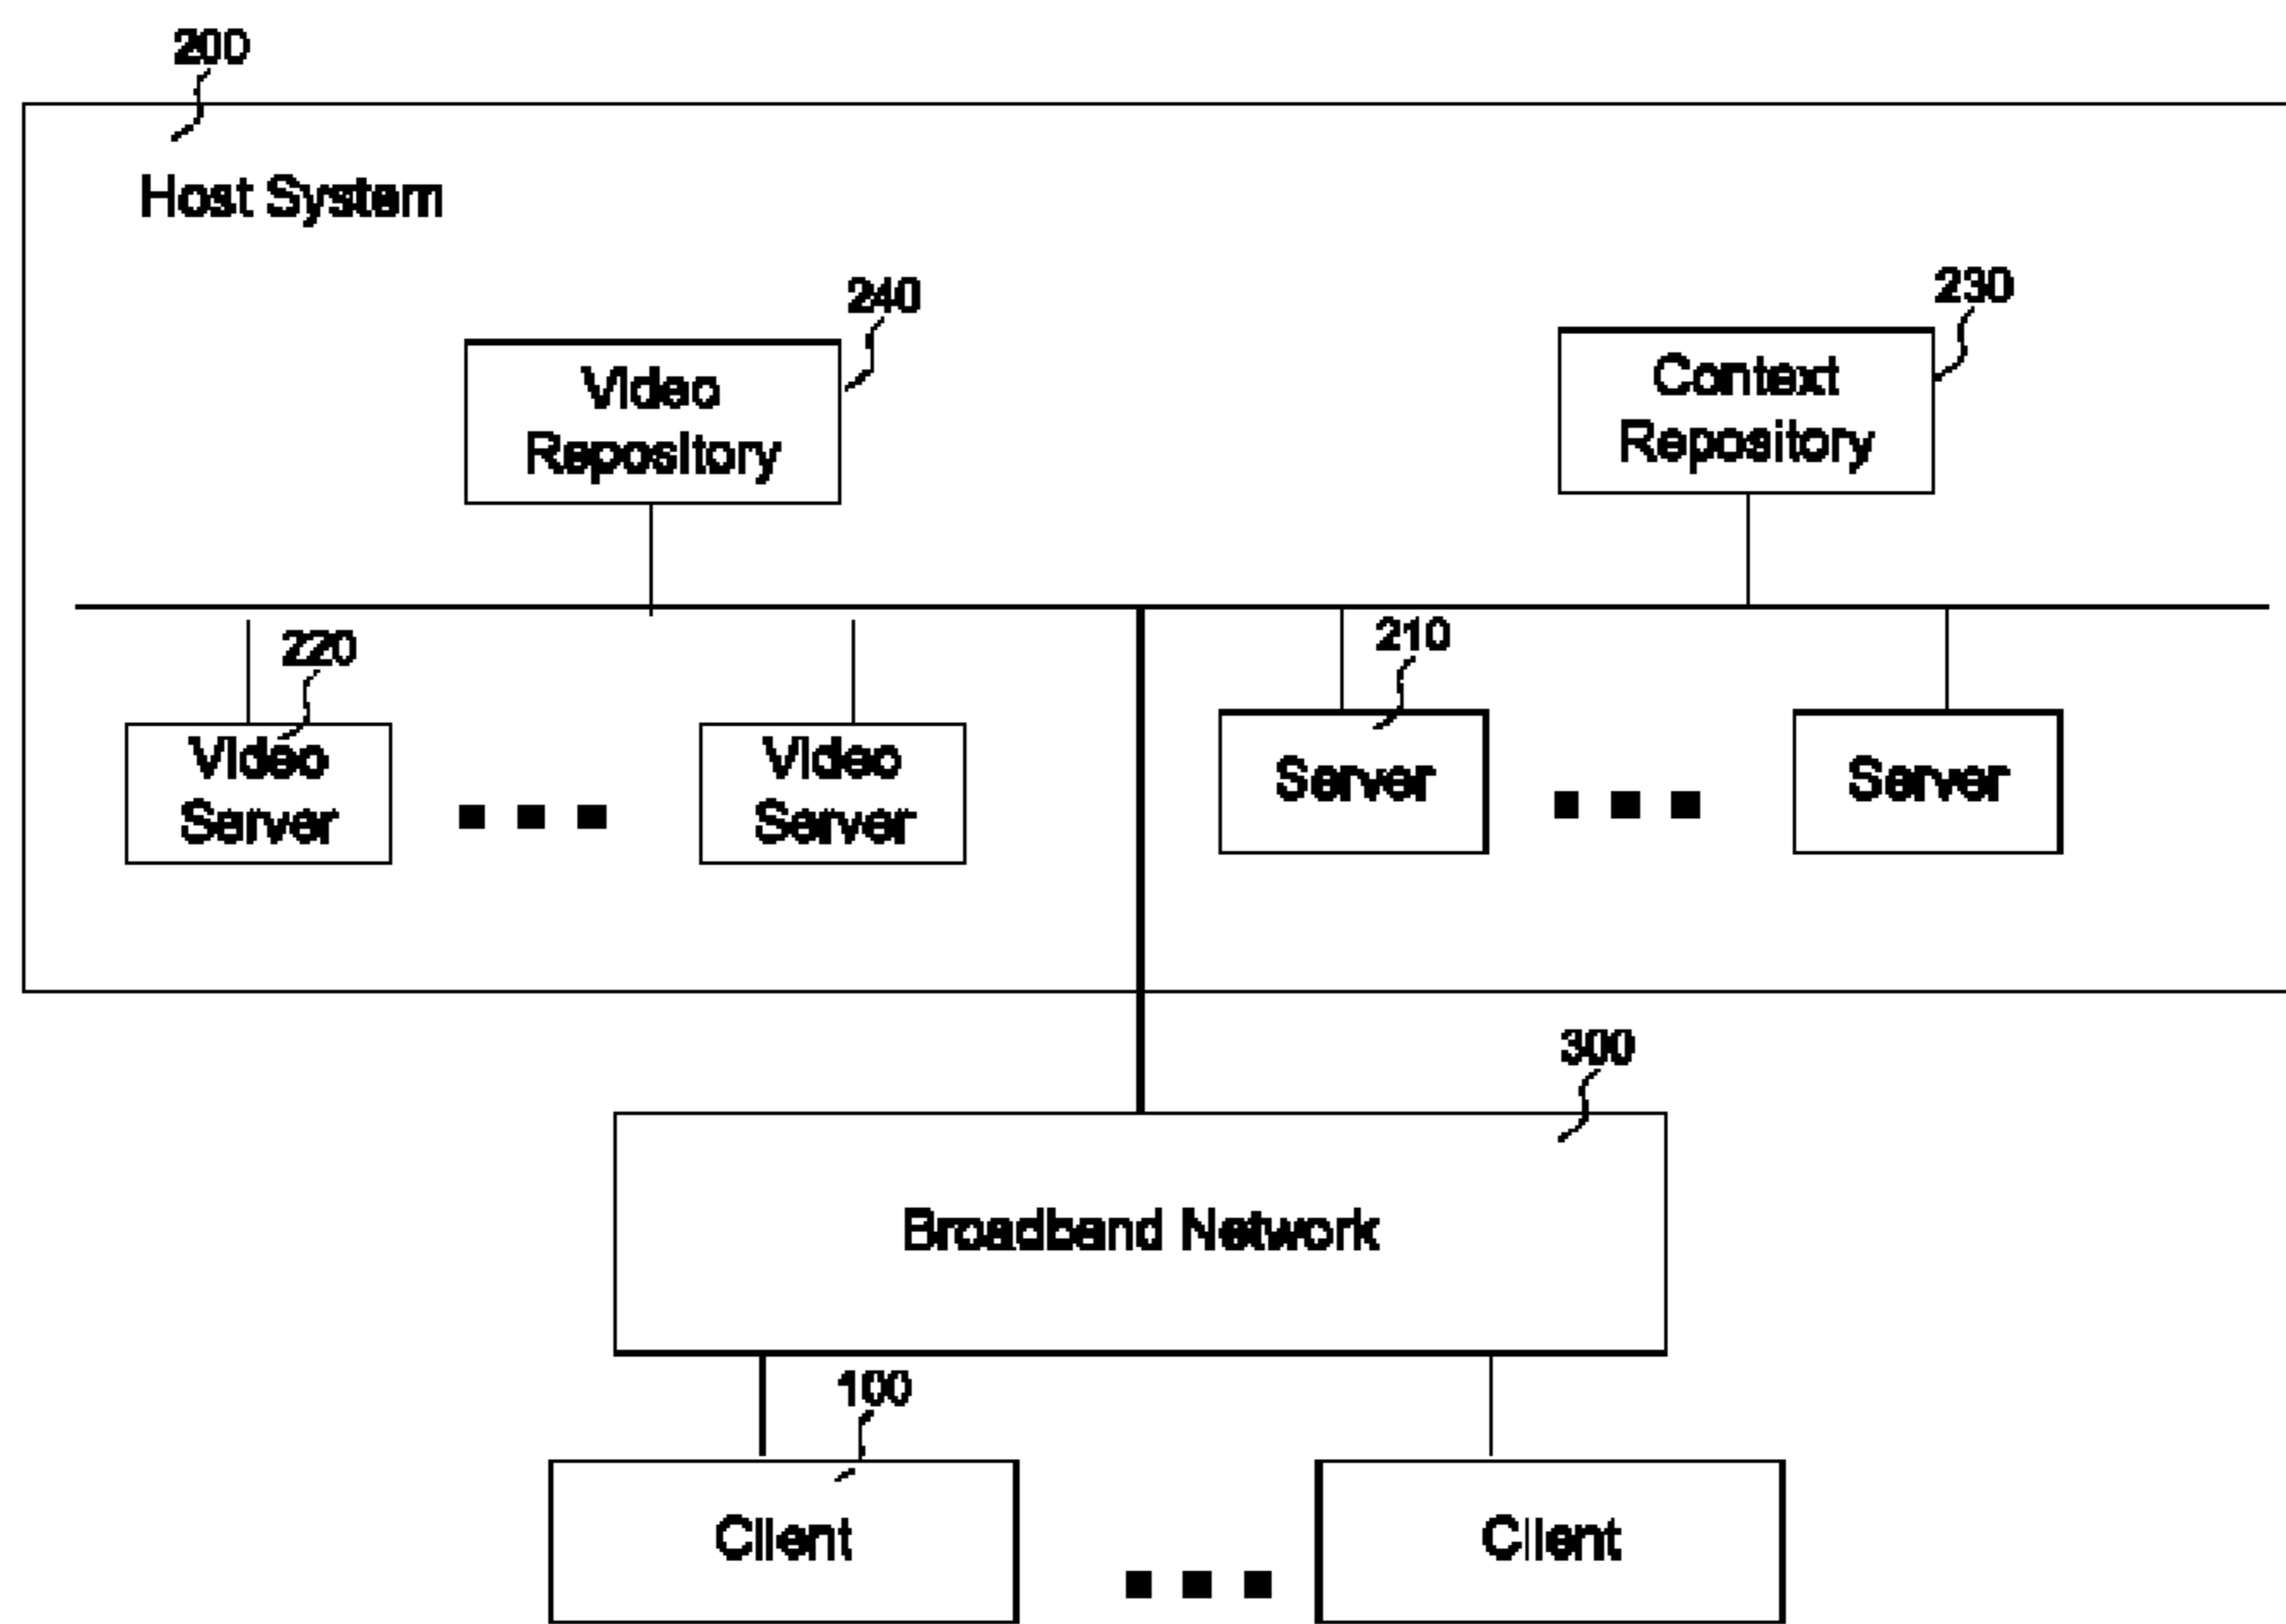 200
Host System
240
Video
Repository
230
Context
Repository
220
Video
Server
Video
Server
210
Server
Server
300
Broadband Network
100
Client
Client